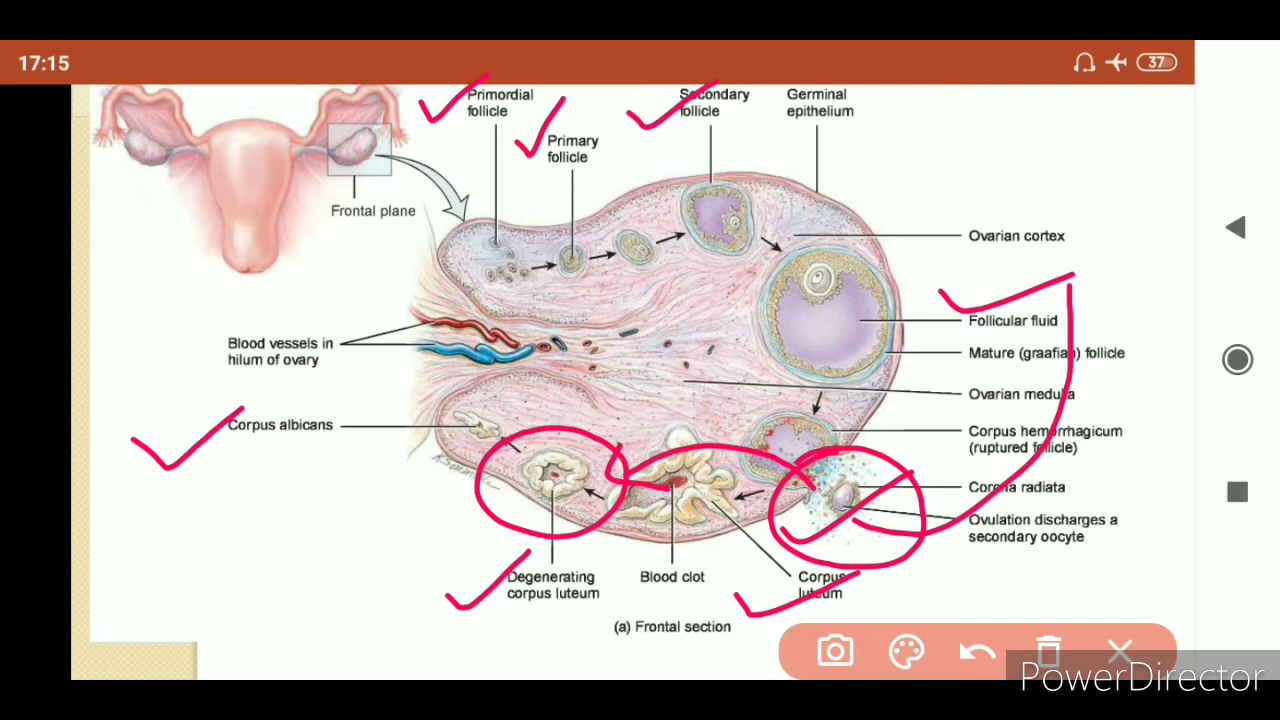 17:15
37
Primordial
follicle
Secondary
follicle
Germinal
epithelium
Primary
follicle
Frontal plane
Ovarian cortex
Follicular fluid
Blood vessels in
hilum of ovary
Mature (graafian) follicle
Ovarian medulla
Corpus albicans
Corpus hemorrhagicum
(ruptured follicle)
Corona radiata
Ovulation discharges a
secondary oocyte
Degenerating
corpus luteum
Blood clot
Corpus
luteum
(a) Frontal section
PowerDirector